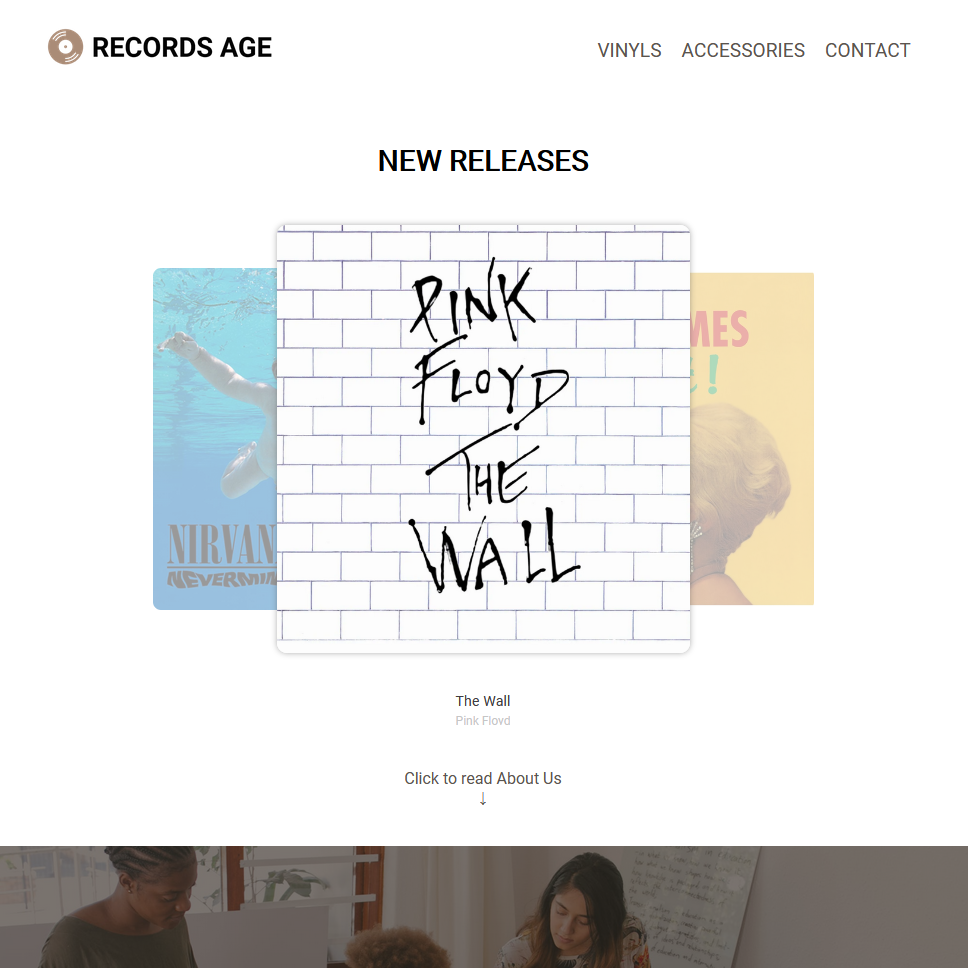 RECORDS AGE
VINYLS ACCESSORIES CONTACT
NEW RELEASES
PINK
FLOYD
THE
WALL
MES
!
NIRVAN
NEVERMIN
The Wall
Pink Floyd
Click to read About Us
↓